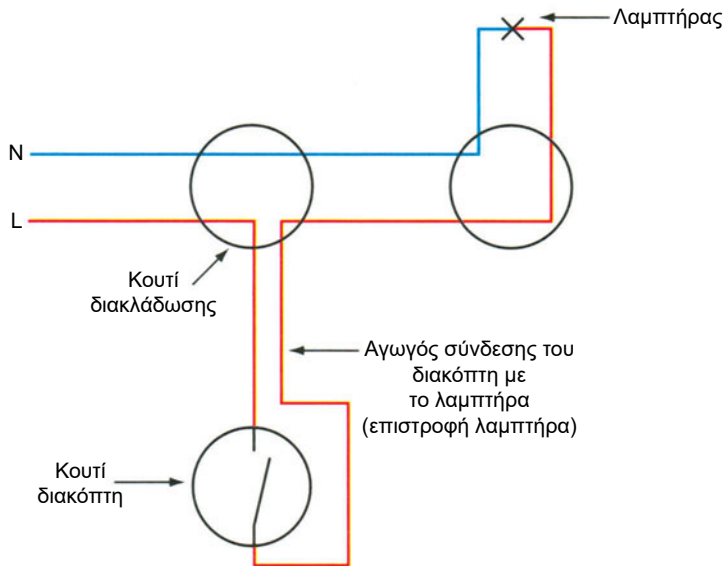 Λαμπτήρας
N
L
Κουτί
διακλάδωσης
Αγωγός σύνδεσης του
διακόπτη με
το λαμπτήρα
(επιστροφή λαμπτήρα)
Κουτί
διακόπτη